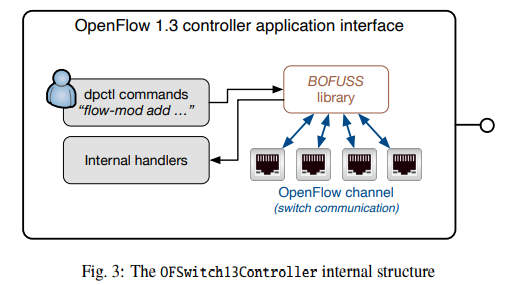 OpenFlow 1.3 controller application interface
dpctl commands
“flow-mod add ...”
BOFUSS
library
Internal handlers
OpenFlow channel
(switch communication)
Fig. 3: The OFSwitch13Controller internal structure